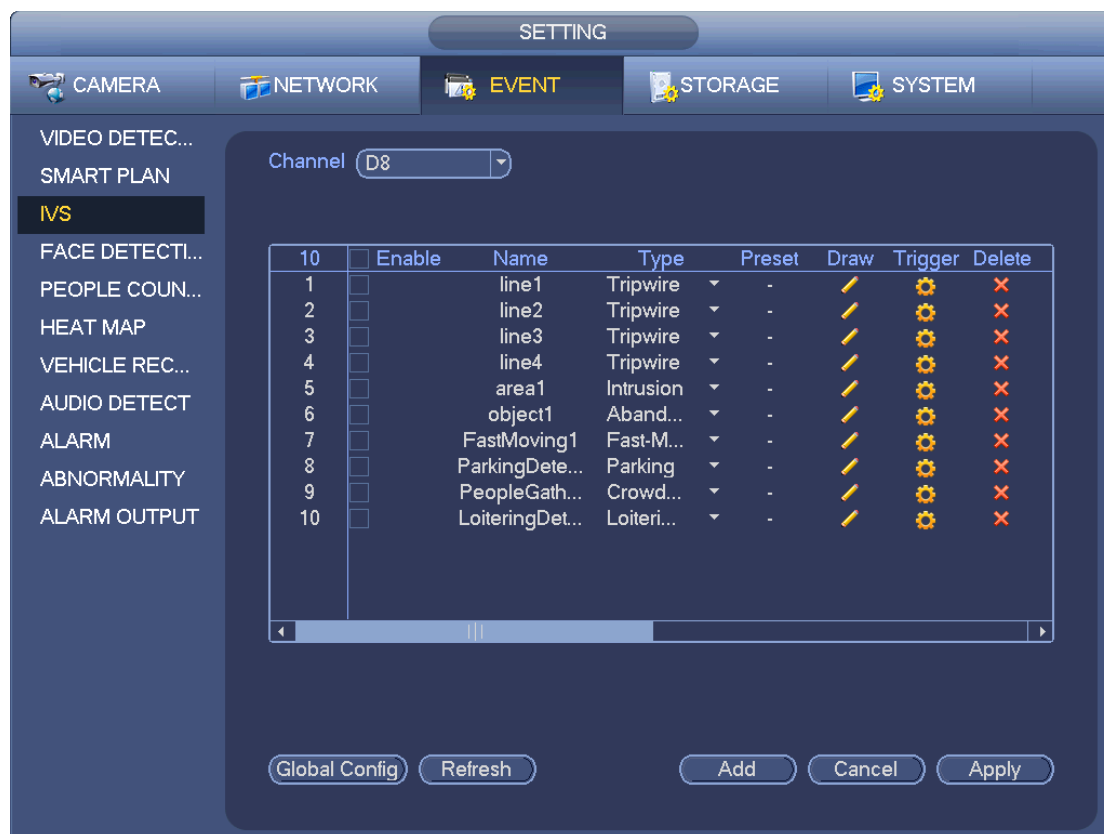 SETTING
CAMERA NETWORK EVENT STORAGE SYSTEM
VIDEO DETEC...
SMART PLAN
IVS
FACE DETECTI...
PEOPLE COUN...
HEAT MAP
VEHICLE REC...
AUDIO DETECT
ALARM
ABNORMALITY
ALARM OUTPUT
Channel D8
10 Enable Name Type Preset Draw Trigger Delete
1 line1 Tripwire -
2 line2 Tripwire -
3 line3 Tripwire -
4 line4 Tripwire -
5 area1 Intrusion -
6 object1 Aband... -
7 FastMoving1 Fast-M... -
8 ParkingDete... Parking -
9 PeopleGath... Crowd... -
10 LoiteringDet... Loiteri... -
Global Config Refresh Add Cancel Apply